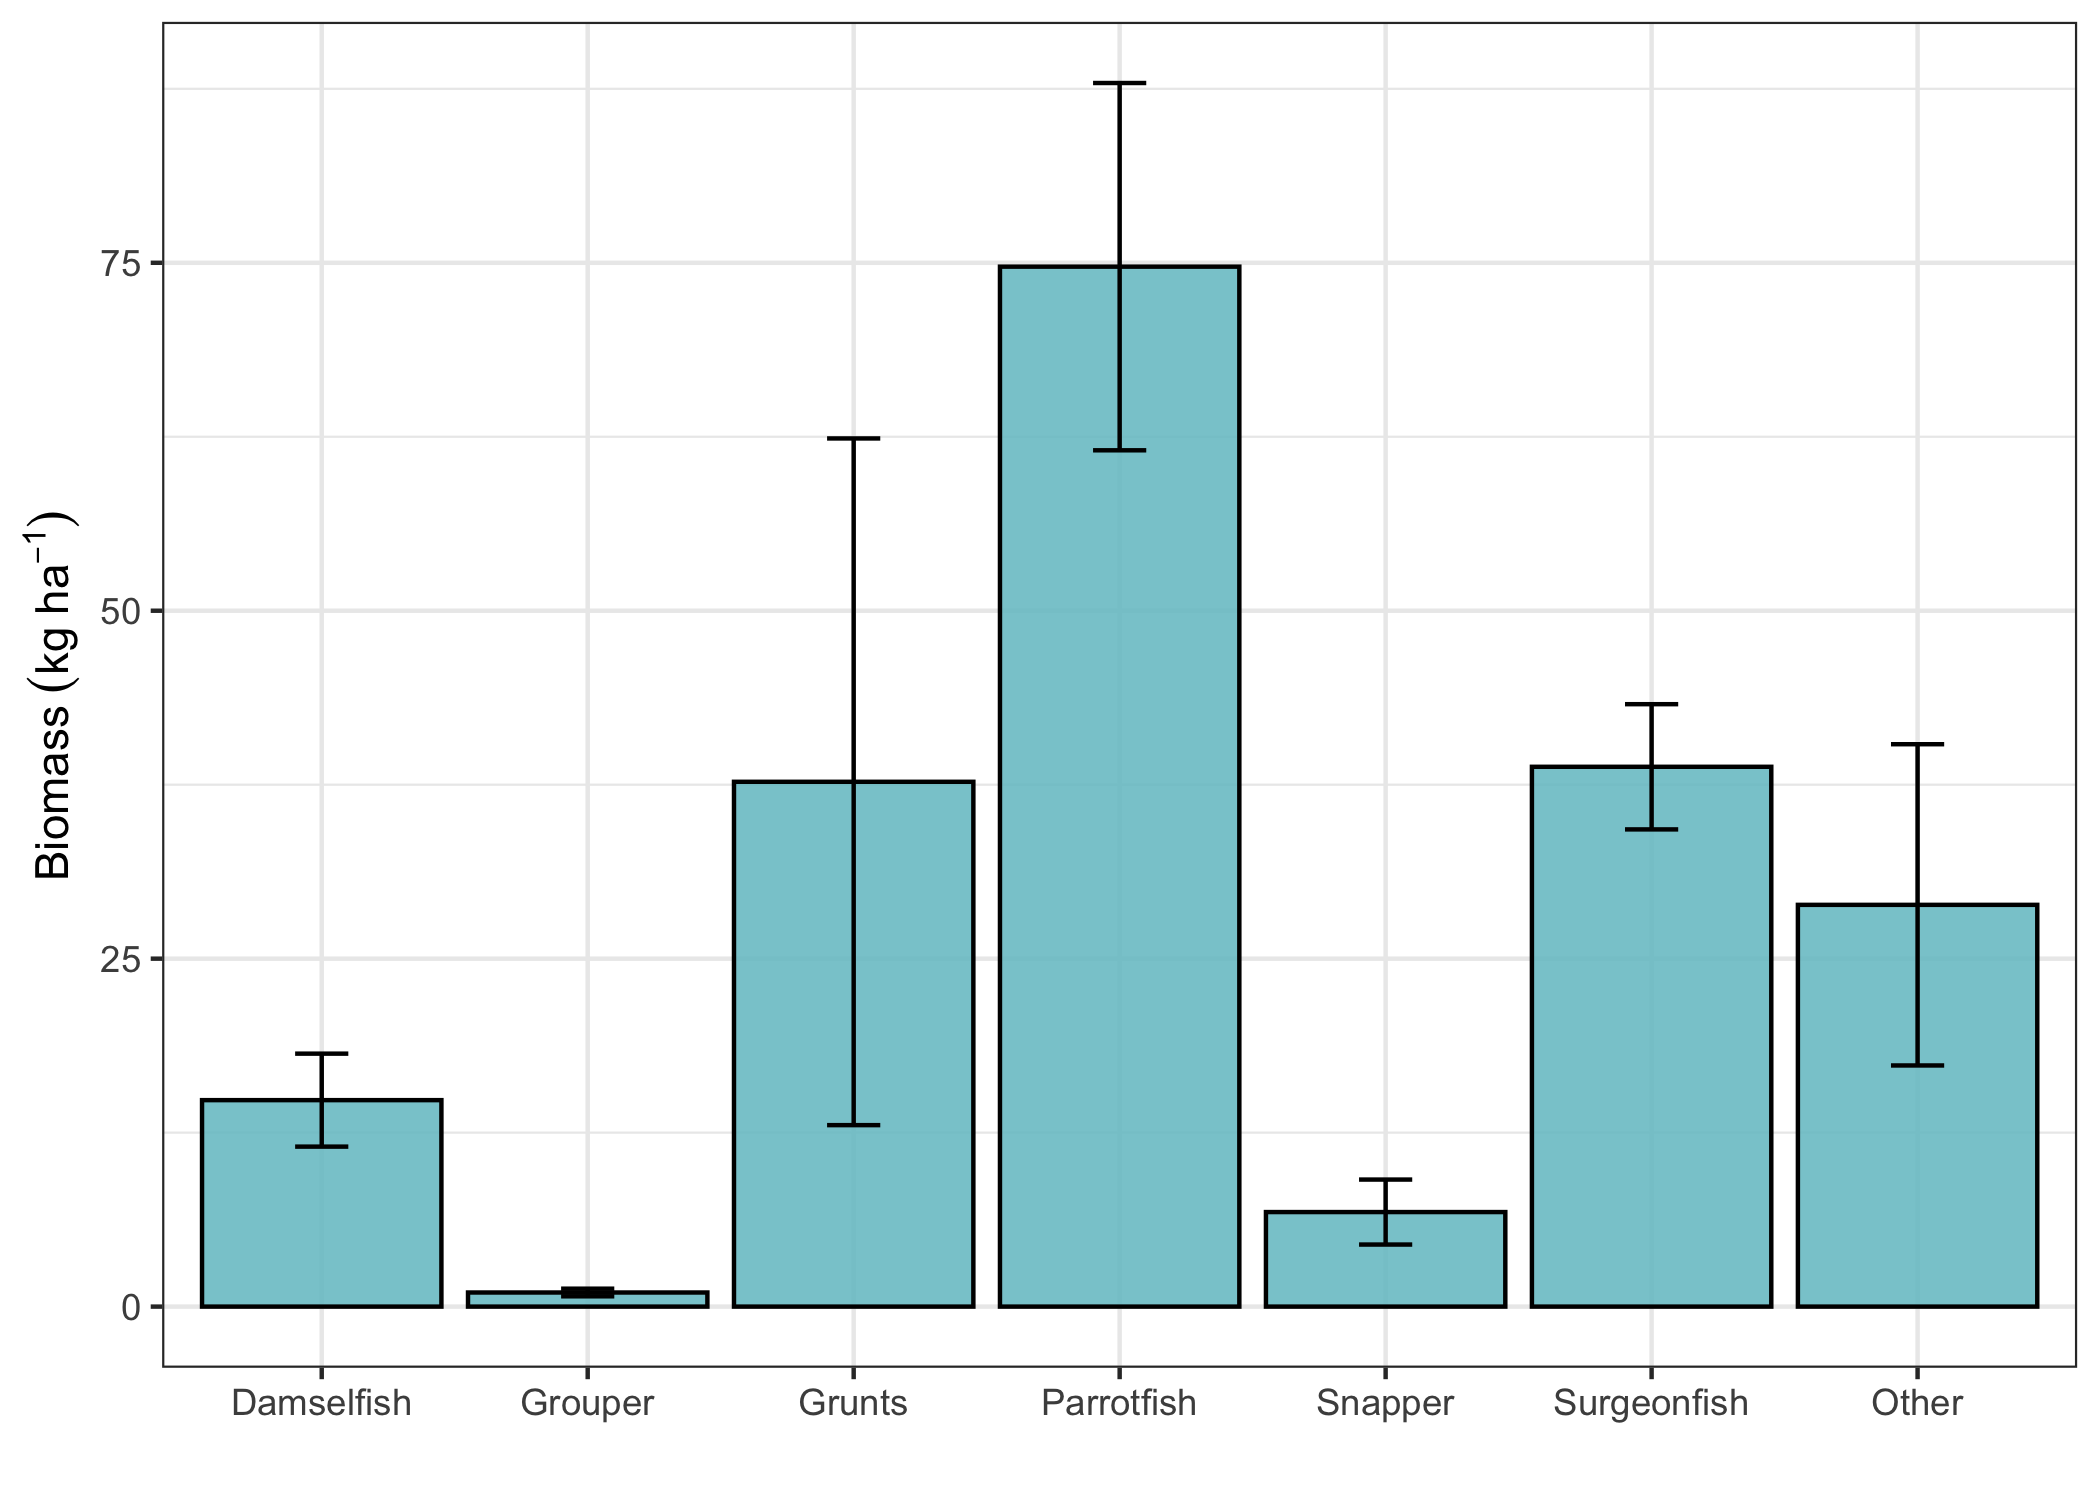 Biomass (kg ha⁻¹)
75
50
25
0
Damselfish Grouper Grunts Parrotfish Snapper Surgeonfish Other